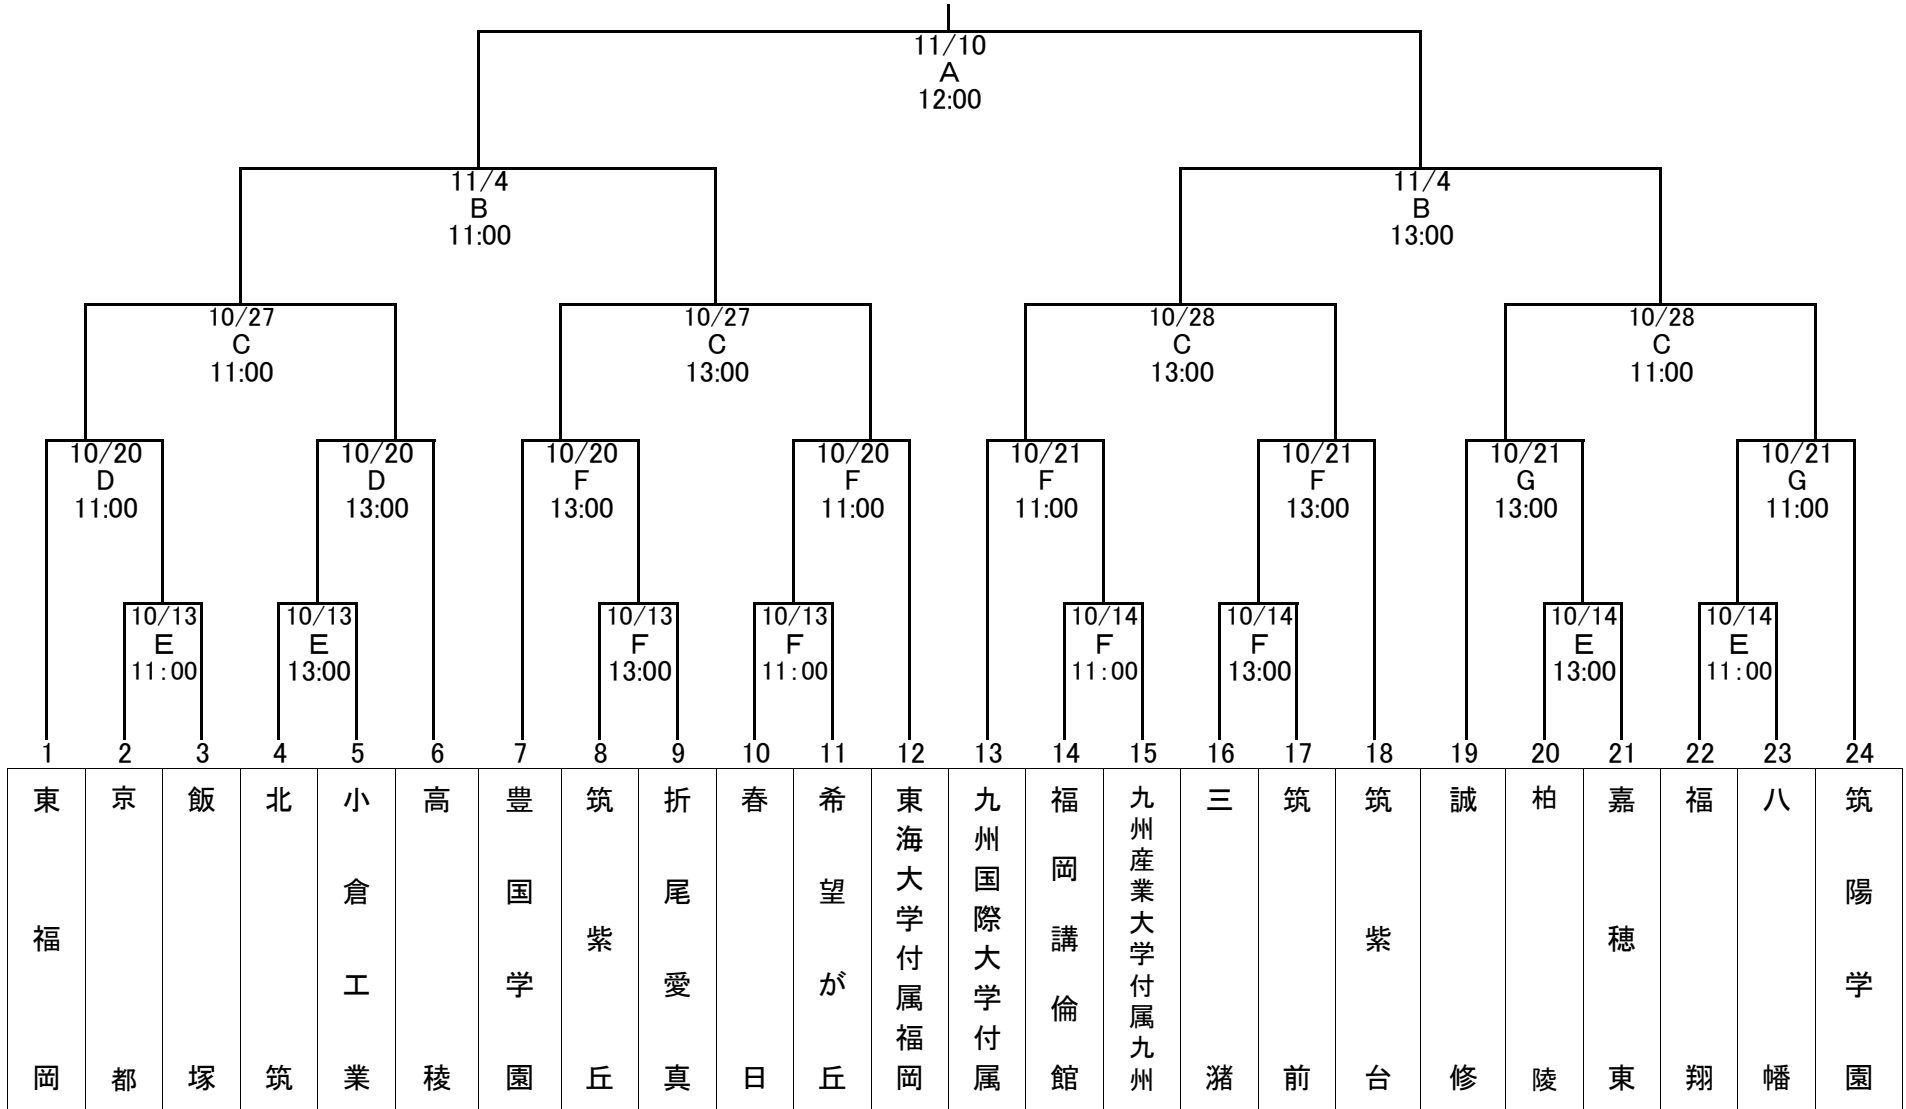 11/10
A
12:00
11/4
B
11:00
11/4
B
13:00
10/27
C
11:00
10/27
C
13:00
10/28
C
13:00
10/28
C
11:00
10/20
D
11:00
10/20
D
13:00
10/20
F
13:00
10/20
F
11:00
10/21
F
11:00
10/21
F
13:00
10/21
G
13:00
10/21
G
11:00
10/13
E
11:00
10/13
E
13:00
10/13
F
13:00
10/13
F
11:00
10/14
F
11:00
10/14
F
13:00
10/14
E
13:00
10/14
E
11:00
1
東福岡
2
京都
3
飯塚
4
北筑
5
小倉工業
6
高稜
7
豊国学園
8
筑紫丘
9
折尾愛真
10
春日
11
希望が丘
12
東海大学付属福岡
13
九州国際大学付属
14
福岡講倫館
15
九州産業大学付属九州
16
三潴
17
筑前
18
筑紫台
19
誠修
20
柏陵
21
嘉穂東
22
福翔
23
八幡
24
筑陽学園